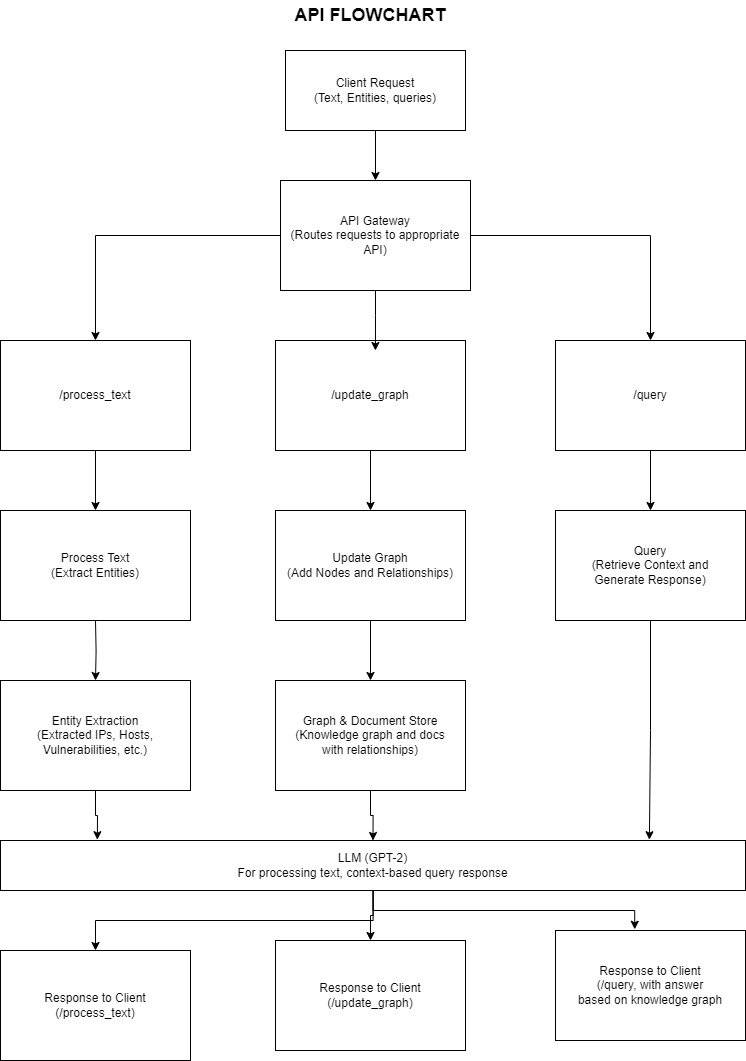 API FLOWCHART
Client Request
(Text, Entities, queries)
API Gateway
(Routes requests to appropriate
API)
/process_text
/update_graph
/query
Process Text
(Extract Entities)
Update Graph
(Add Nodes and Relationships)
Query
(Retrieve Context and
Generate Response)
Entity Extraction
(Extracted IPs, Hosts,
Vulnerabilities, etc.)
Graph & Document Store
(Knowledge graph and docs
with relationships)
LLM (GPT-2)
For processing text, context-based query response
Response to Client
(/process_text)
Response to Client
(/update_graph)
Response to Client
(/query, with answer
based on knowledge graph